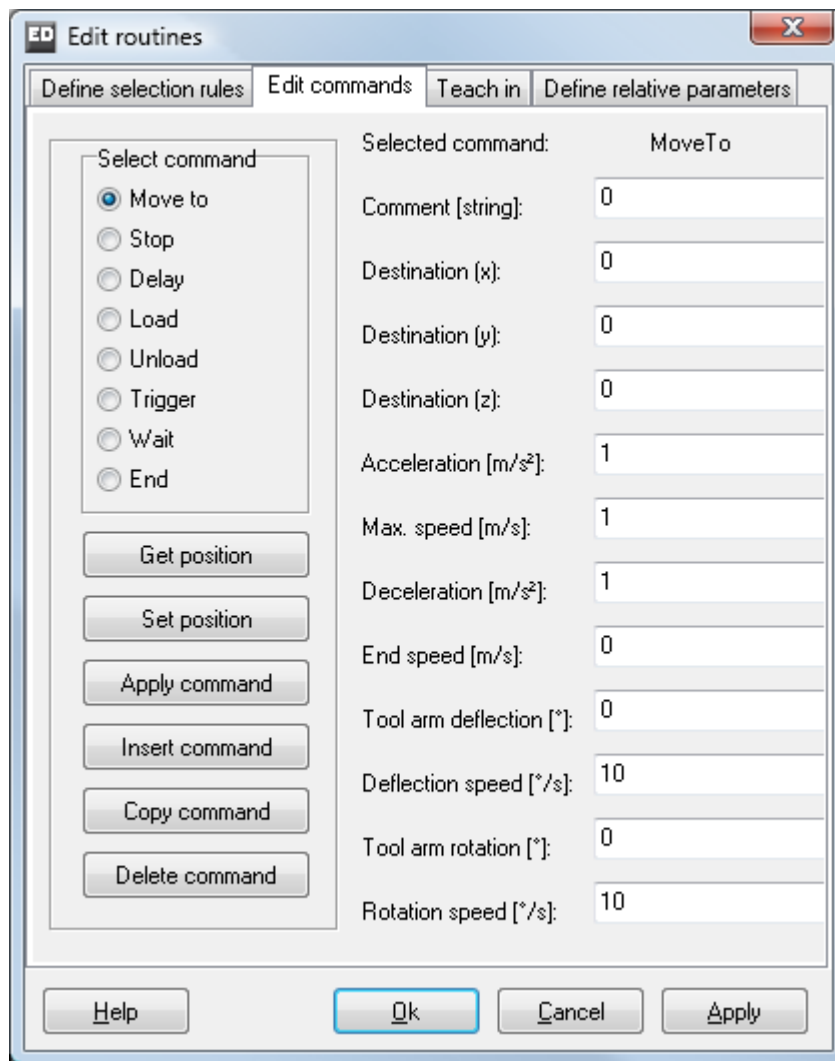 ED Edit routines
Define selection rules Edit commands Teach in Define relative parameters
Select command
Move to
Stop
Delay
Load
Unload
Trigger
Wait
End
Get position
Set position
Apply command
Insert command
Copy command
Delete command
Selected command: MoveTo
Comment [string]: 0
Destination (x): 0
Destination (y): 0
Destination (z): 0
Acceleration [m/s²]: 1
Max. speed [m/s]: 1
Deceleration [m/s²]: 1
End speed [m/s]: 0
Tool arm deflection [°]: 0
Deflection speed [°/s]: 10
Tool arm rotation [°]: 0
Rotation speed [°/s]: 10
Help Ok Cancel Apply